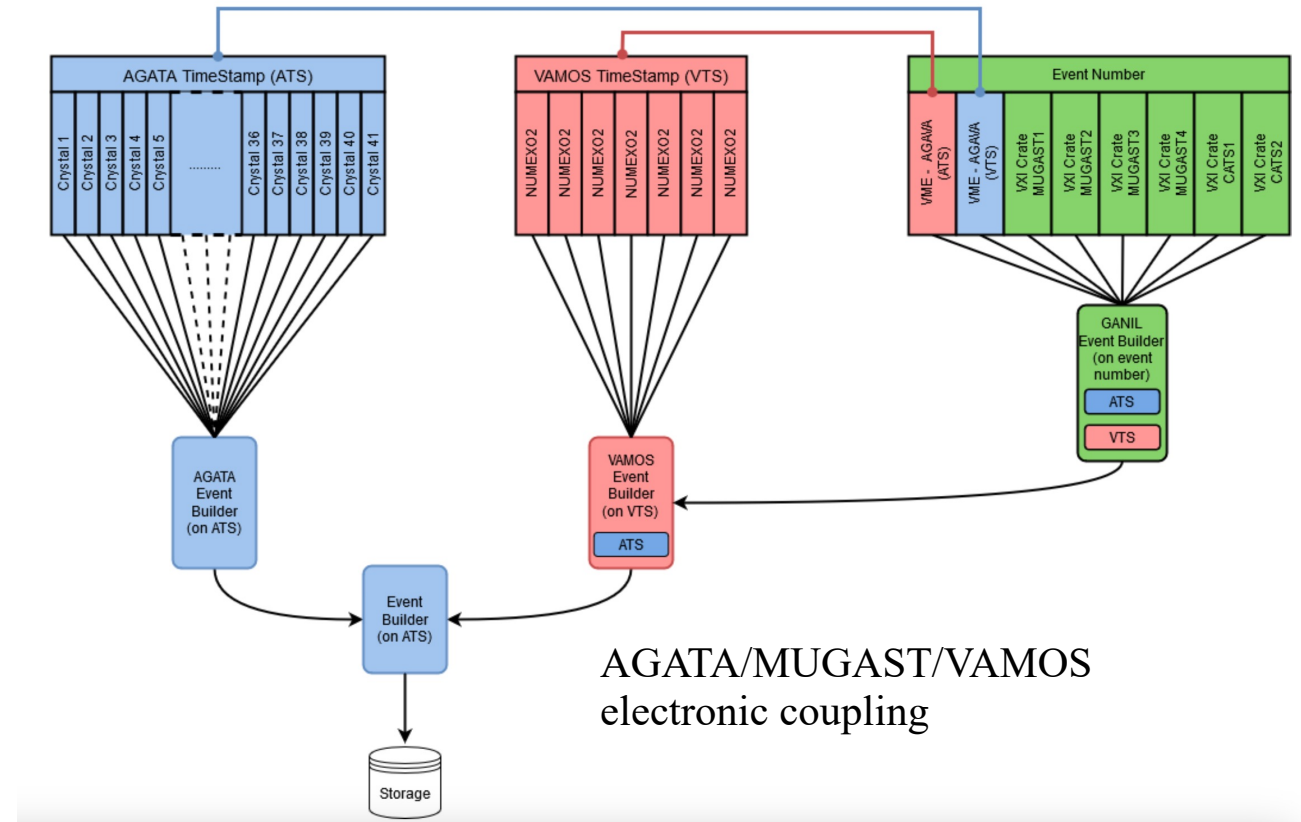 AGATA TimeStamp (ATS)
Crystal 1
Crystal 2
Crystal 3
Crystal 4
Crystal 5
.........
Crystal 36
Crystal 37
Crystal 38
Crystal 39
Crystal 40
Crystal 41
VAMOS TimeStamp (VTS)
NUMEXO2
NUMEXO2
NUMEXO2
NUMEXO2
NUMEXO2
NUMEXO2
NUMEXO2
Event Number
VME - AGAVA
(ATS)
VME - AGAVA
(VTS)
VXI Crate
MUGAST1
VXI Crate
MUGAST2
VXI Crate
MUGAST3
VXI Crate
MUGAST4
VXI Crate
CATS1
VXI Crate
CATS2
GANIL
Event Builder
(on event
number)
ATS
VTS
AGATA
Event
Builder
(on ATS)
VAMOS
Event
Builder
(on VTS)
ATS
Event
Builder
(on ATS)
AGATA/MUGAST/VAMOS
electronic coupling
Storage